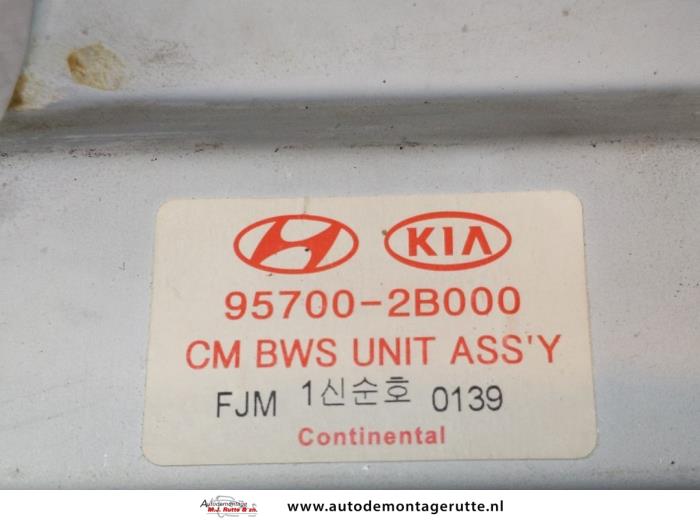 KIA
95700-2B000
CM BWS UNIT ASS'Y
FJM 1신순호 0139
Continental
Autodemontage
M.J. Rutte & zn.
www.autodemontagerutte.nl